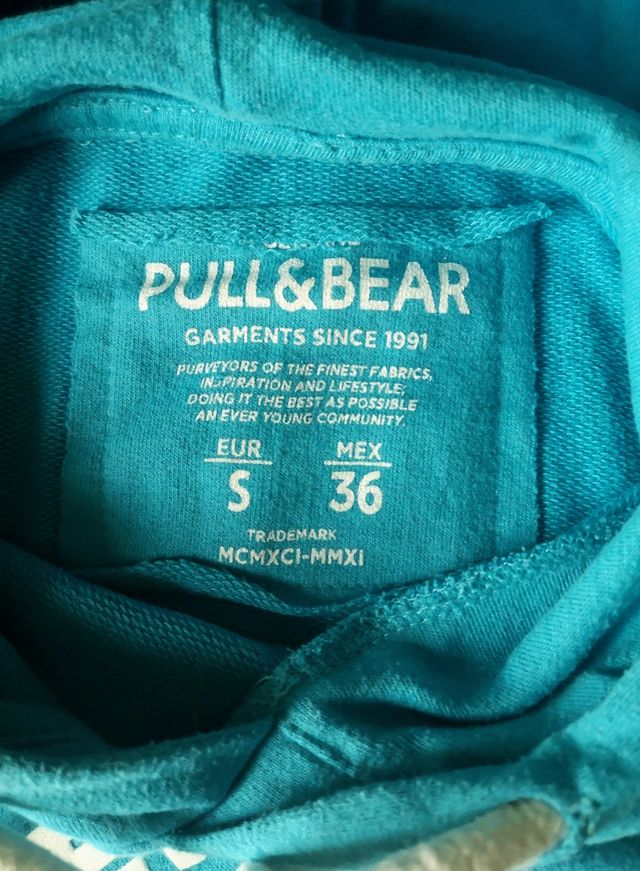 PULL&BEAR
GARMENTS SINCE 1991
PURVEYORS OF THE FINEST FABRICS,
INSPIRATION AND LIFESTYLE;
DOING IT THE BEST AS POSSIBLE
AN EVER YOUNG COMMUNITY.
EUR MEX
S 36
TRADEMARK
MCMXCI-MMXI